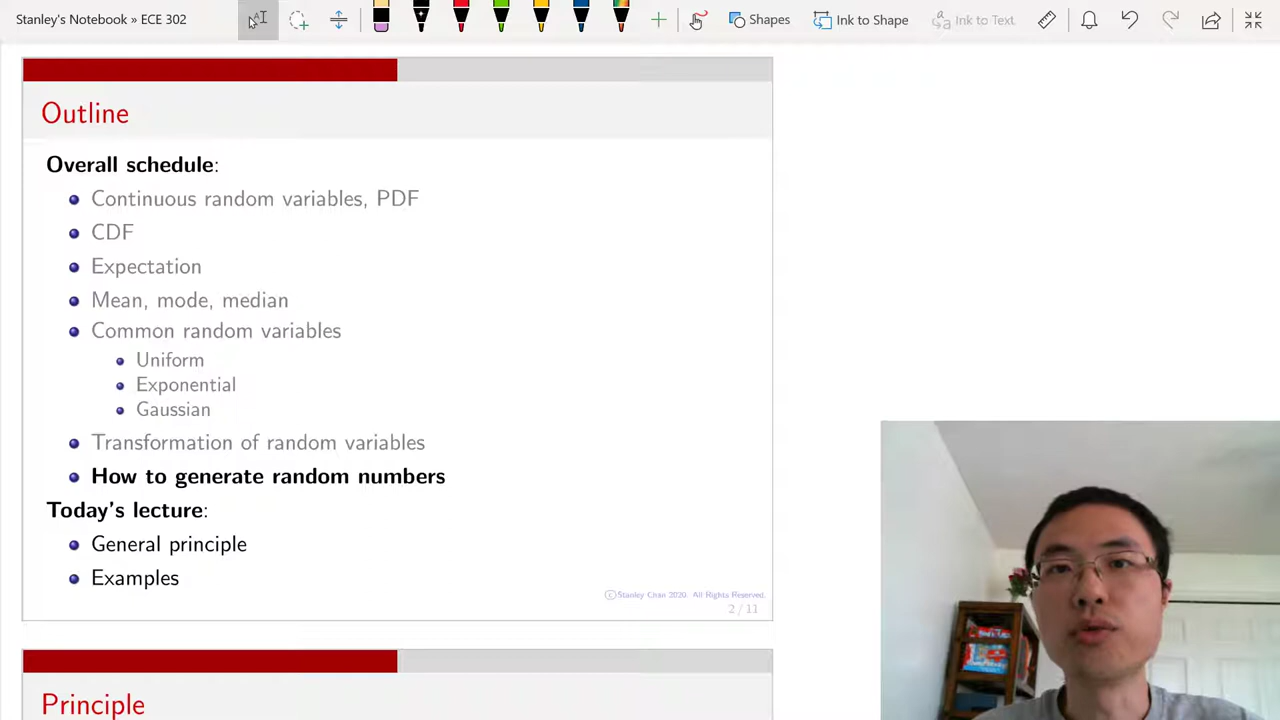 Stanley's Notebook » ECE 302
Shapes
Ink to Shape
Ink to Text
Outline
Overall schedule:
Continuous random variables, PDF
CDF
Expectation
Mean, mode, median
Common random variables
Uniform
Exponential
Gaussian
Transformation of random variables
How to generate random numbers
Today's lecture:
General principle
Examples
©Stanley Chan 2020. All Rights Reserved.
2 / 11
Principle